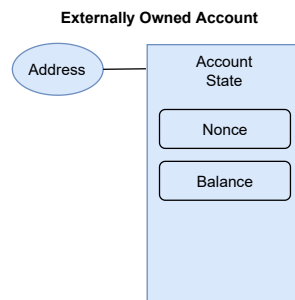 Externally Owned Account
Address
Account
State
Nonce
Balance